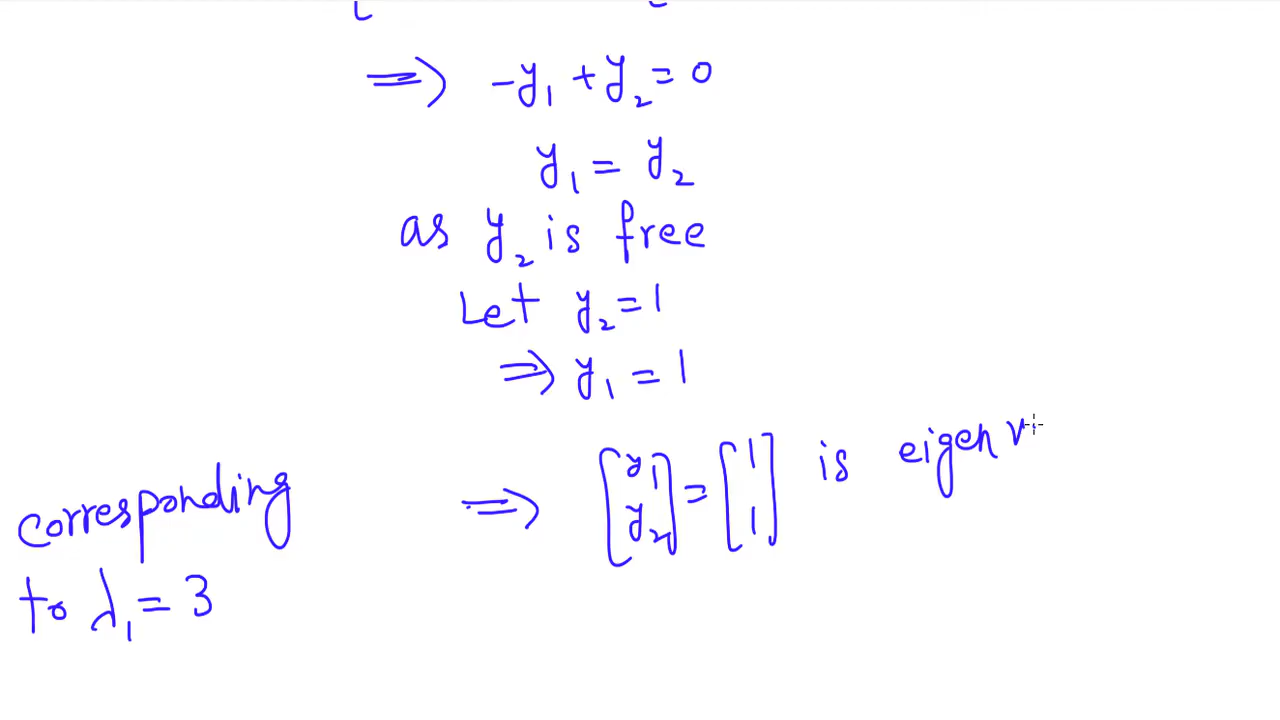 ⇒ -y₁ + y₂ = 0
y₁ = y₂
as y₂ is free
Let y₂ = 1
⇒ y₁ = 1
corresponding ⇒ [y₁ y₂] = [1 1] is eigen v
to λ₁ = 3